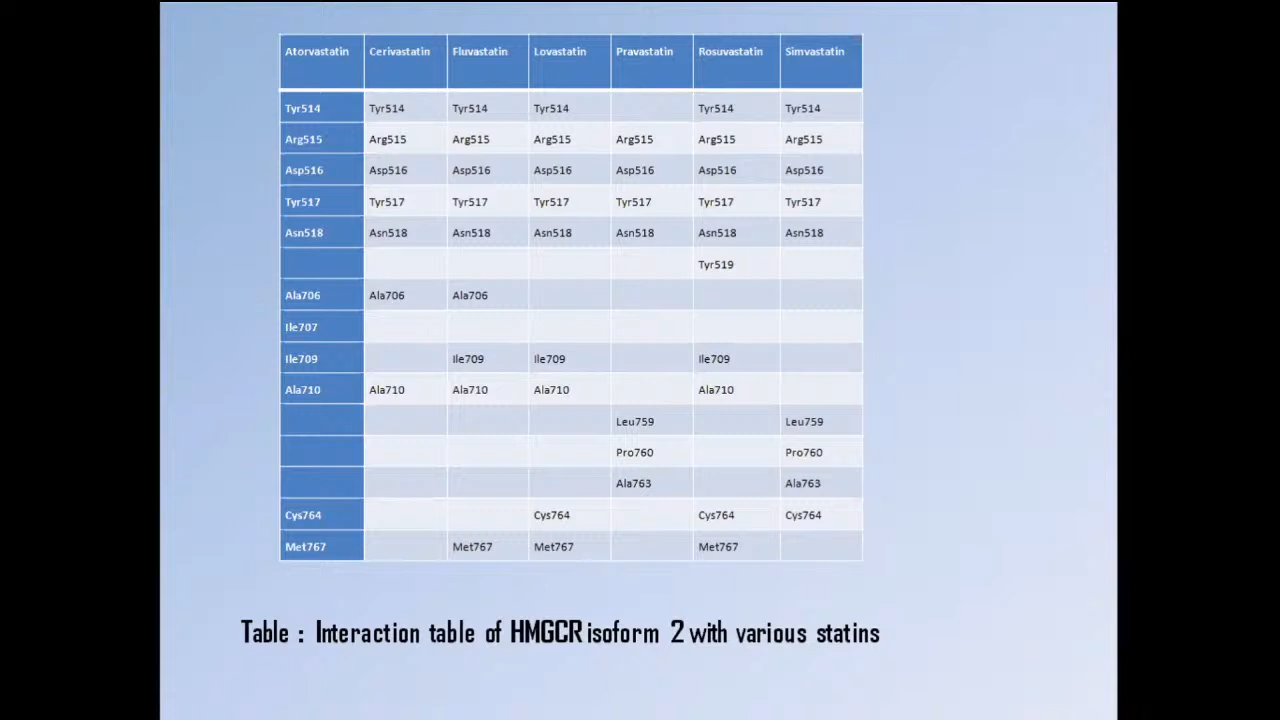 Atorvastatin Cerivastatin Fluvastatin Lovastatin Pravastatin Rosuvastatin Simvastatin
Tyr514 Tyr514 Tyr514 Tyr514 Tyr514 Tyr514
Arg515 Arg515 Arg515 Arg515 Arg515 Arg515 Arg515
Asp516 Asp516 Asp516 Asp516 Asp516 Asp516 Asp516
Tyr517 Tyr517 Tyr517 Tyr517 Tyr517 Tyr517 Tyr517
Asn518 Asn518 Asn518 Asn518 Asn518 Asn518 Asn518
Tyr519
Ala706 Ala706 Ala706
Ile707
Ile709 Ile709 Ile709 Ile709
Ala710 Ala710 Ala710 Ala710 Ala710
Leu759 Leu759
Pro760 Pro760
Ala763 Ala763
Cys764 Cys764 Cys764 Cys764
Met767 Met767 Met767 Met767
Table : Interaction table of HMGCR isoform 2 with various statins